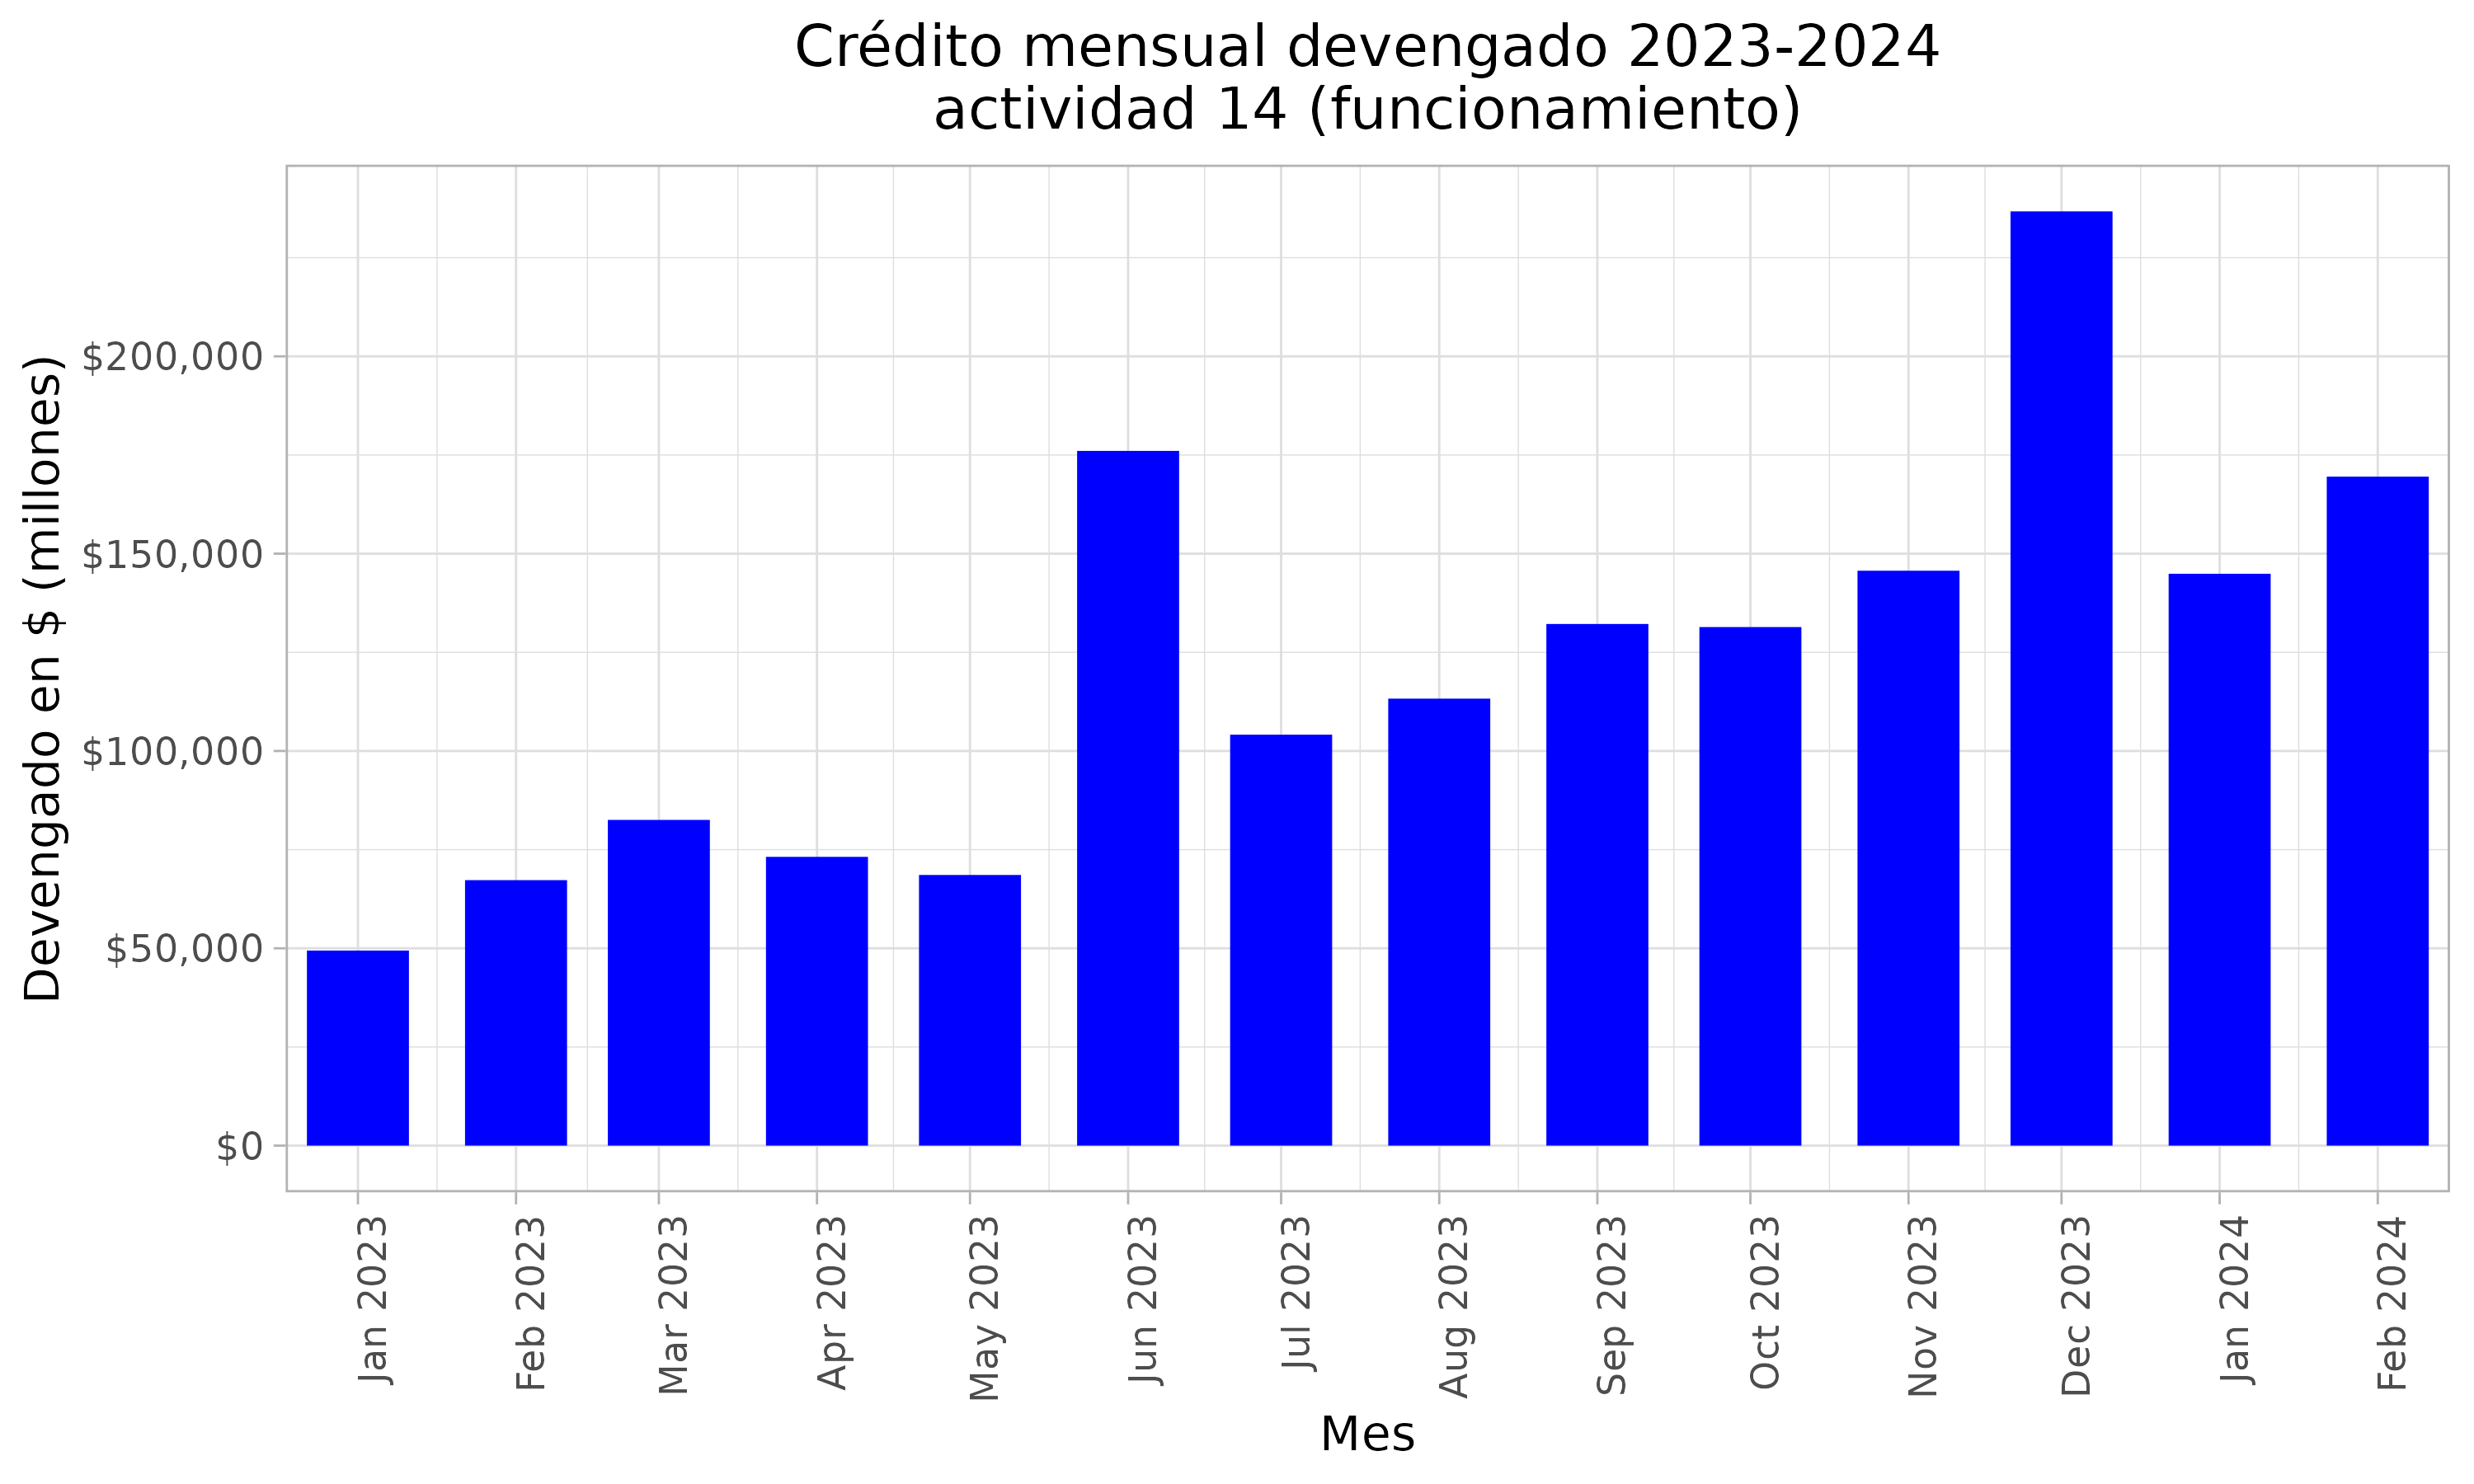 Crédito mensual devengado 2023-2024
actividad 14 (funcionamiento)
Devengado en $ (millones)
$200,000
$150,000
$100,000
$50,000
$0
Jan 2023
Feb 2023
Mar 2023
Apr 2023
May 2023
Jun 2023
Jul 2023
Aug 2023
Sep 2023
Oct 2023
Nov 2023
Dec 2023
Jan 2024
Feb 2024
Mes